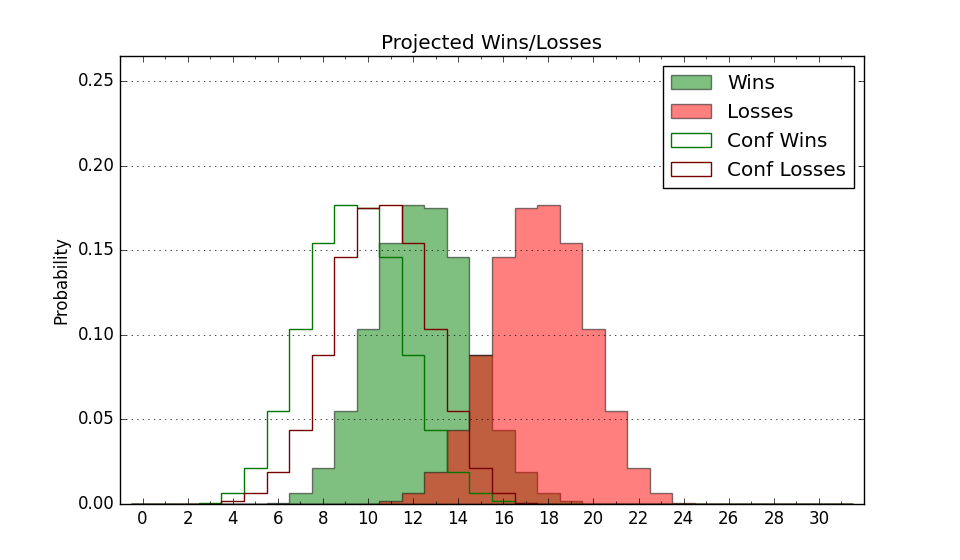 Projected Wins/Losses
Wins
Losses
Conf Wins
Conf Losses
Probability
0.25
0.20
0.15
0.10
0.05
0.00
0 2 4 6 8 10 12 14 16 18 20 22 24 26 28 30